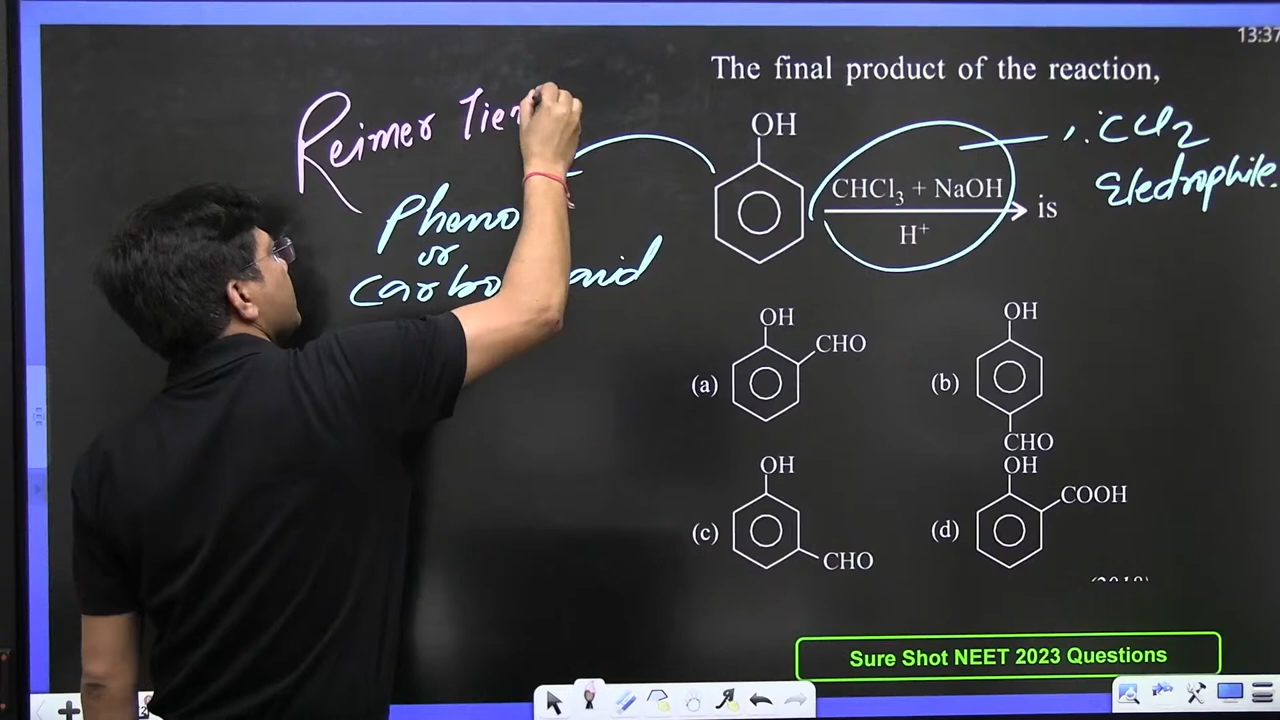 13:37
The final product of the reaction,
Reimer Tie
OH
CHCl3 + NaOH
H+
is
:CCl2
Electrophile.
Pheno
or
carbo acid
OH
CHO
(a)
OH
(b)
CHO
OH
(c)
CHO
OH
COOH
(d)
Sure Shot NEET 2023 Questions